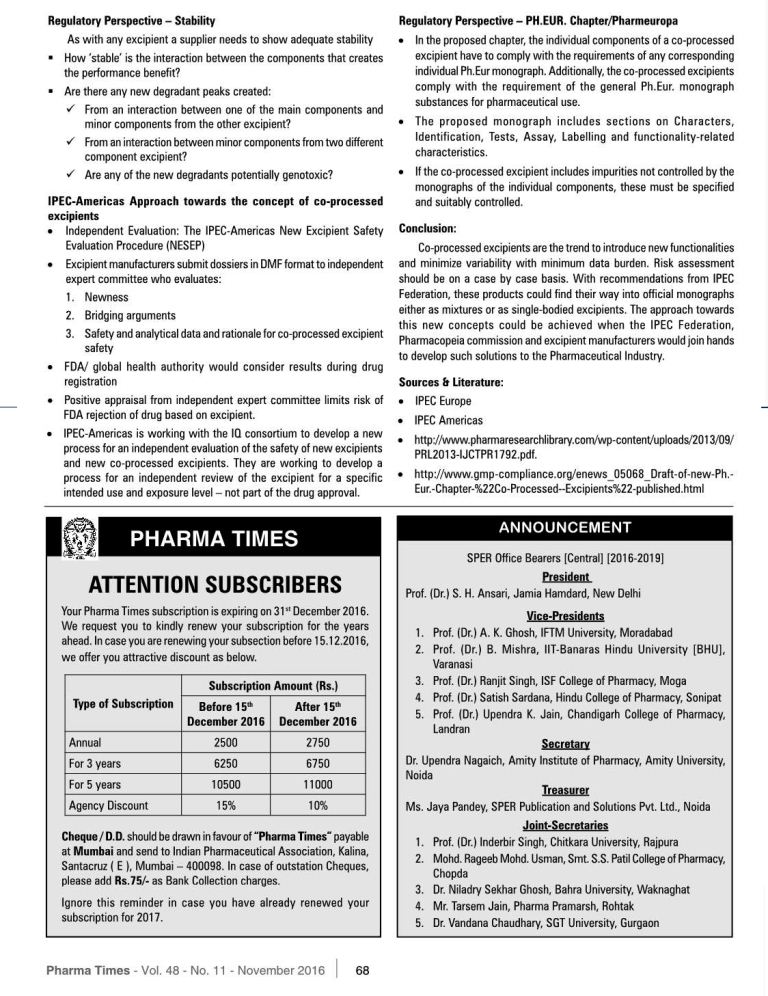 Regulatory Perspective – Stability
As with any excipient a supplier needs to show adequate stability
▪ How ‘stable’ is the interaction between the components that creates
the performance benefit?
▪ Are there any new degradant peaks created:
✓ From an interaction between one of the main components and
minor components from the other excipient?
✓ From an interaction between minor components from two different
component excipient?
✓ Are any of the new degradants potentially genotoxic?
IPEC-Americas Approach towards the concept of co-processed
excipients
• Independent Evaluation: The IPEC-Americas New Excipient Safety
Evaluation Procedure (NESEP)
• Excipient manufacturers submit dossiers in DMF format to independent
expert committee who evaluates:
1. Newness
2. Bridging arguments
3. Safety and analytical data and rationale for co-processed excipient
safety
• FDA/ global health authority would consider results during drug
registration
• Positive appraisal from independent expert committee limits risk of
FDA rejection of drug based on excipient.
• IPEC-Americas is working with the IQ consortium to develop a new
process for an independent evaluation of the safety of new excipients
and new co-processed excipients. They are working to develop a
process for an independent review of the excipient for a specific
intended use and exposure level – not part of the drug approval.
Regulatory Perspective – PH.EUR. Chapter/Pharmeuropa
• In the proposed chapter, the individual components of a co-processed
excipient have to comply with the requirements of any corresponding
individual Ph.Eur monograph. Additionally, the co-processed excipients
comply with the requirement of the general Ph.Eur. monograph
substances for pharmaceutical use.
• The proposed monograph includes sections on Characters,
Identification, Tests, Assay, Labelling and functionality-related
characteristics.
• If the co-processed excipient includes impurities not controlled by the
monographs of the individual components, these must be specified
and suitably controlled.
Conclusion:
Co-processed excipients are the trend to introduce new functionalities
and minimize variability with minimum data burden. Risk assessment
should be on a case by case basis. With recommendations from IPEC
Federation, these products could find their way into official monographs
either as mixtures or as single-bodied excipients. The approach towards
this new concepts could be achieved when the IPEC Federation,
Pharmacopeia commission and excipient manufacturers would join hands
to develop such solutions to the Pharmaceutical Industry.
Sources & Literature:
• IPEC Europe
• IPEC Americas
• http://www.pharmaresearchlibrary.com/wp-content/uploads/2013/09/
PRL2013-IJCTPR1792.pdf.
• http://www.gmp-compliance.org/enews_05068_Draft-of-new-Ph.-
Eur.-Chapter-%22Co-Processed--Excipients%22-published.html
PHARMA TIMES
ATTENTION SUBSCRIBERS
Your Pharma Times subscription is expiring on 31st December 2016.
We request you to kindly renew your subscription for the years
ahead. In case you are renewing your subsection before 15.12.2016,
we offer you attractive discount as below.
Type of Subscription
Subscription Amount (Rs.)
Before 15th December 2016
After 15th December 2016
Annual 2500 2750
For 3 years 6250 6750
For 5 years 10500 11000
Agency Discount 15% 10%
Cheque / D.D. should be drawn in favour of “Pharma Times” payable
at Mumbai and send to Indian Pharmaceutical Association, Kalina,
Santacruz ( E ), Mumbai – 400098. In case of outstation Cheques,
please add Rs.75/- as Bank Collection charges.
Ignore this reminder in case you have already renewed your
subscription for 2017.
ANNOUNCEMENT
SPER Office Bearers [Central] [2016-2019]
President
Prof. (Dr.) S. H. Ansari, Jamia Hamdard, New Delhi
Vice-Presidents
1. Prof. (Dr.) A. K. Ghosh, IFTM University, Moradabad
2. Prof. (Dr.) B. Mishra, IIT-Banaras Hindu University [BHU],
Varanasi
3. Prof. (Dr.) Ranjit Singh, ISF College of Pharmacy, Moga
4. Prof. (Dr.) Satish Sardana, Hindu College of Pharmacy, Sonipat
5. Prof. (Dr.) Upendra K. Jain, Chandigarh College of Pharmacy,
Landran
Secretary
Dr. Upendra Nagaich, Amity Institute of Pharmacy, Amity University,
Noida
Treasurer
Ms. Jaya Pandey, SPER Publication and Solutions Pvt. Ltd., Noida
Joint-Secretaries
1. Prof. (Dr.) Inderbir Singh, Chitkara University, Rajpura
2. Mohd. Rageeb Mohd. Usman, Smt. S.S. Patil College of Pharmacy,
Chopda
3. Dr. Niladry Sekhar Ghosh, Bahra University, Waknaghat
4. Mr. Tarsem Jain, Pharma Pramarsh, Rohtak
5. Dr. Vandana Chaudhary, SGT University, Gurgaon
Pharma Times - Vol. 48 - No. 11 - November 2016 68